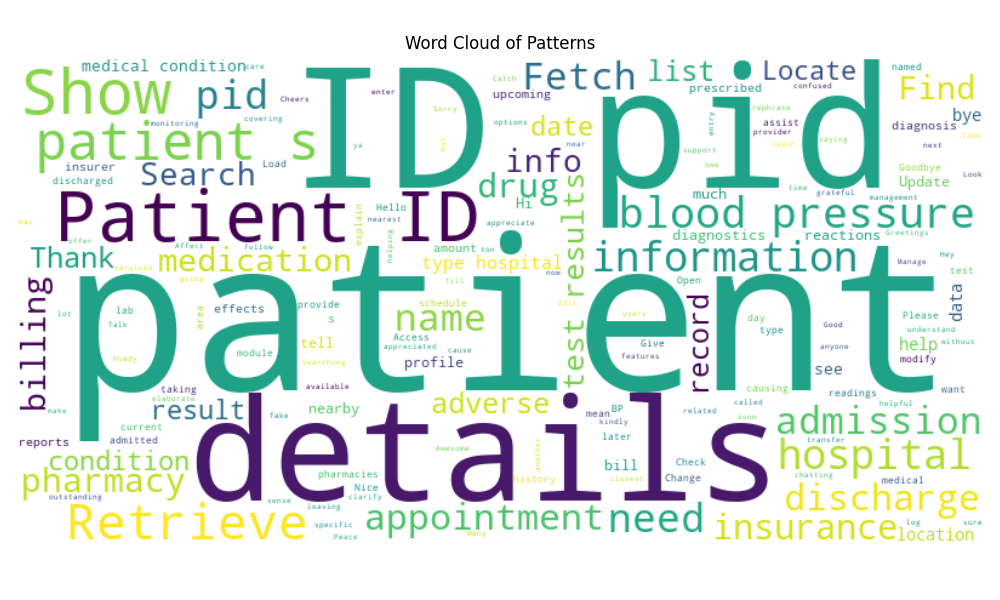 Word Cloud of Patterns
medical condition
care
Show
pid
ID pid
Fetch
list
Locate
Find
named
confused
Catch
prescribed
upcoming
options
Cheers
enter
Sorry
bot
entry
rephrase
assist
provider
reach
saying
diagnosis
bye
Task
next
covering
monitoring
patient s
ya
info
date
near
support
owe
insurer
discharged
Search
Load
drug
Hi
much
time
grateful
management
Goodbye
Update
Look
Patient ID
Hello
nearest
explain
helping
appreciate
test results
blood pressure
way
offer
Thank
Affect
follow
services
going
medication
amount
ton
type hospital
now
information
diagnostics
reactions
Greetings
Open
Manage
Hey
test
patient
billing
lot
lab
Talk
Howdy
area
effects
module
provide
s
tell
Searching
fill
schedule
name
Access
appreciated
cause
profile
Edit
users
Give
features
record
day
type
Good
anyone
Please
understand
without
data
help
modify
see
causing
readings
want
helpful
taking
elaborate
available
make
result
Take
nearby
adverse
mean
BP
kindly
related
called
soon
details
current
reports
admitted
later
admission
transfer
condition
pharmacy
outstanding
pharmacies
Nice
clarify
sense
leaving
Awesome
another
history
bill
closest
Check
Change
chatting
medical
hospital
discharge
Retrieve
specific
Peace
appointment
Many
need
insurance
location
log
sure